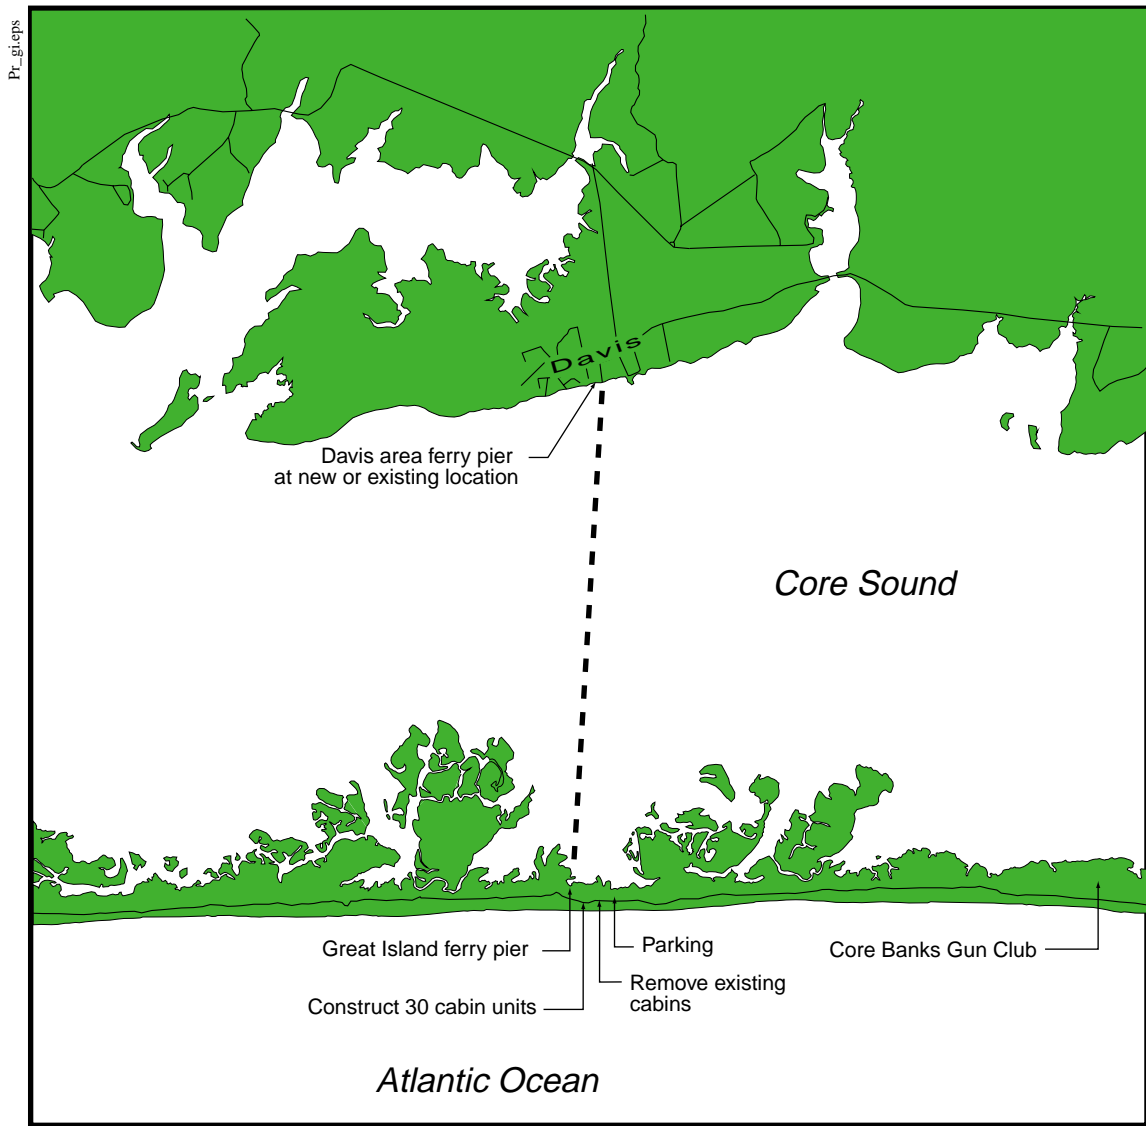 Pr_gi.eps
Davis
Davis area ferry pier
at new or existing location
Core Sound
Great Island ferry pier
Parking
Core Banks Gun Club
Remove existing
cabins
Construct 30 cabin units
Atlantic Ocean